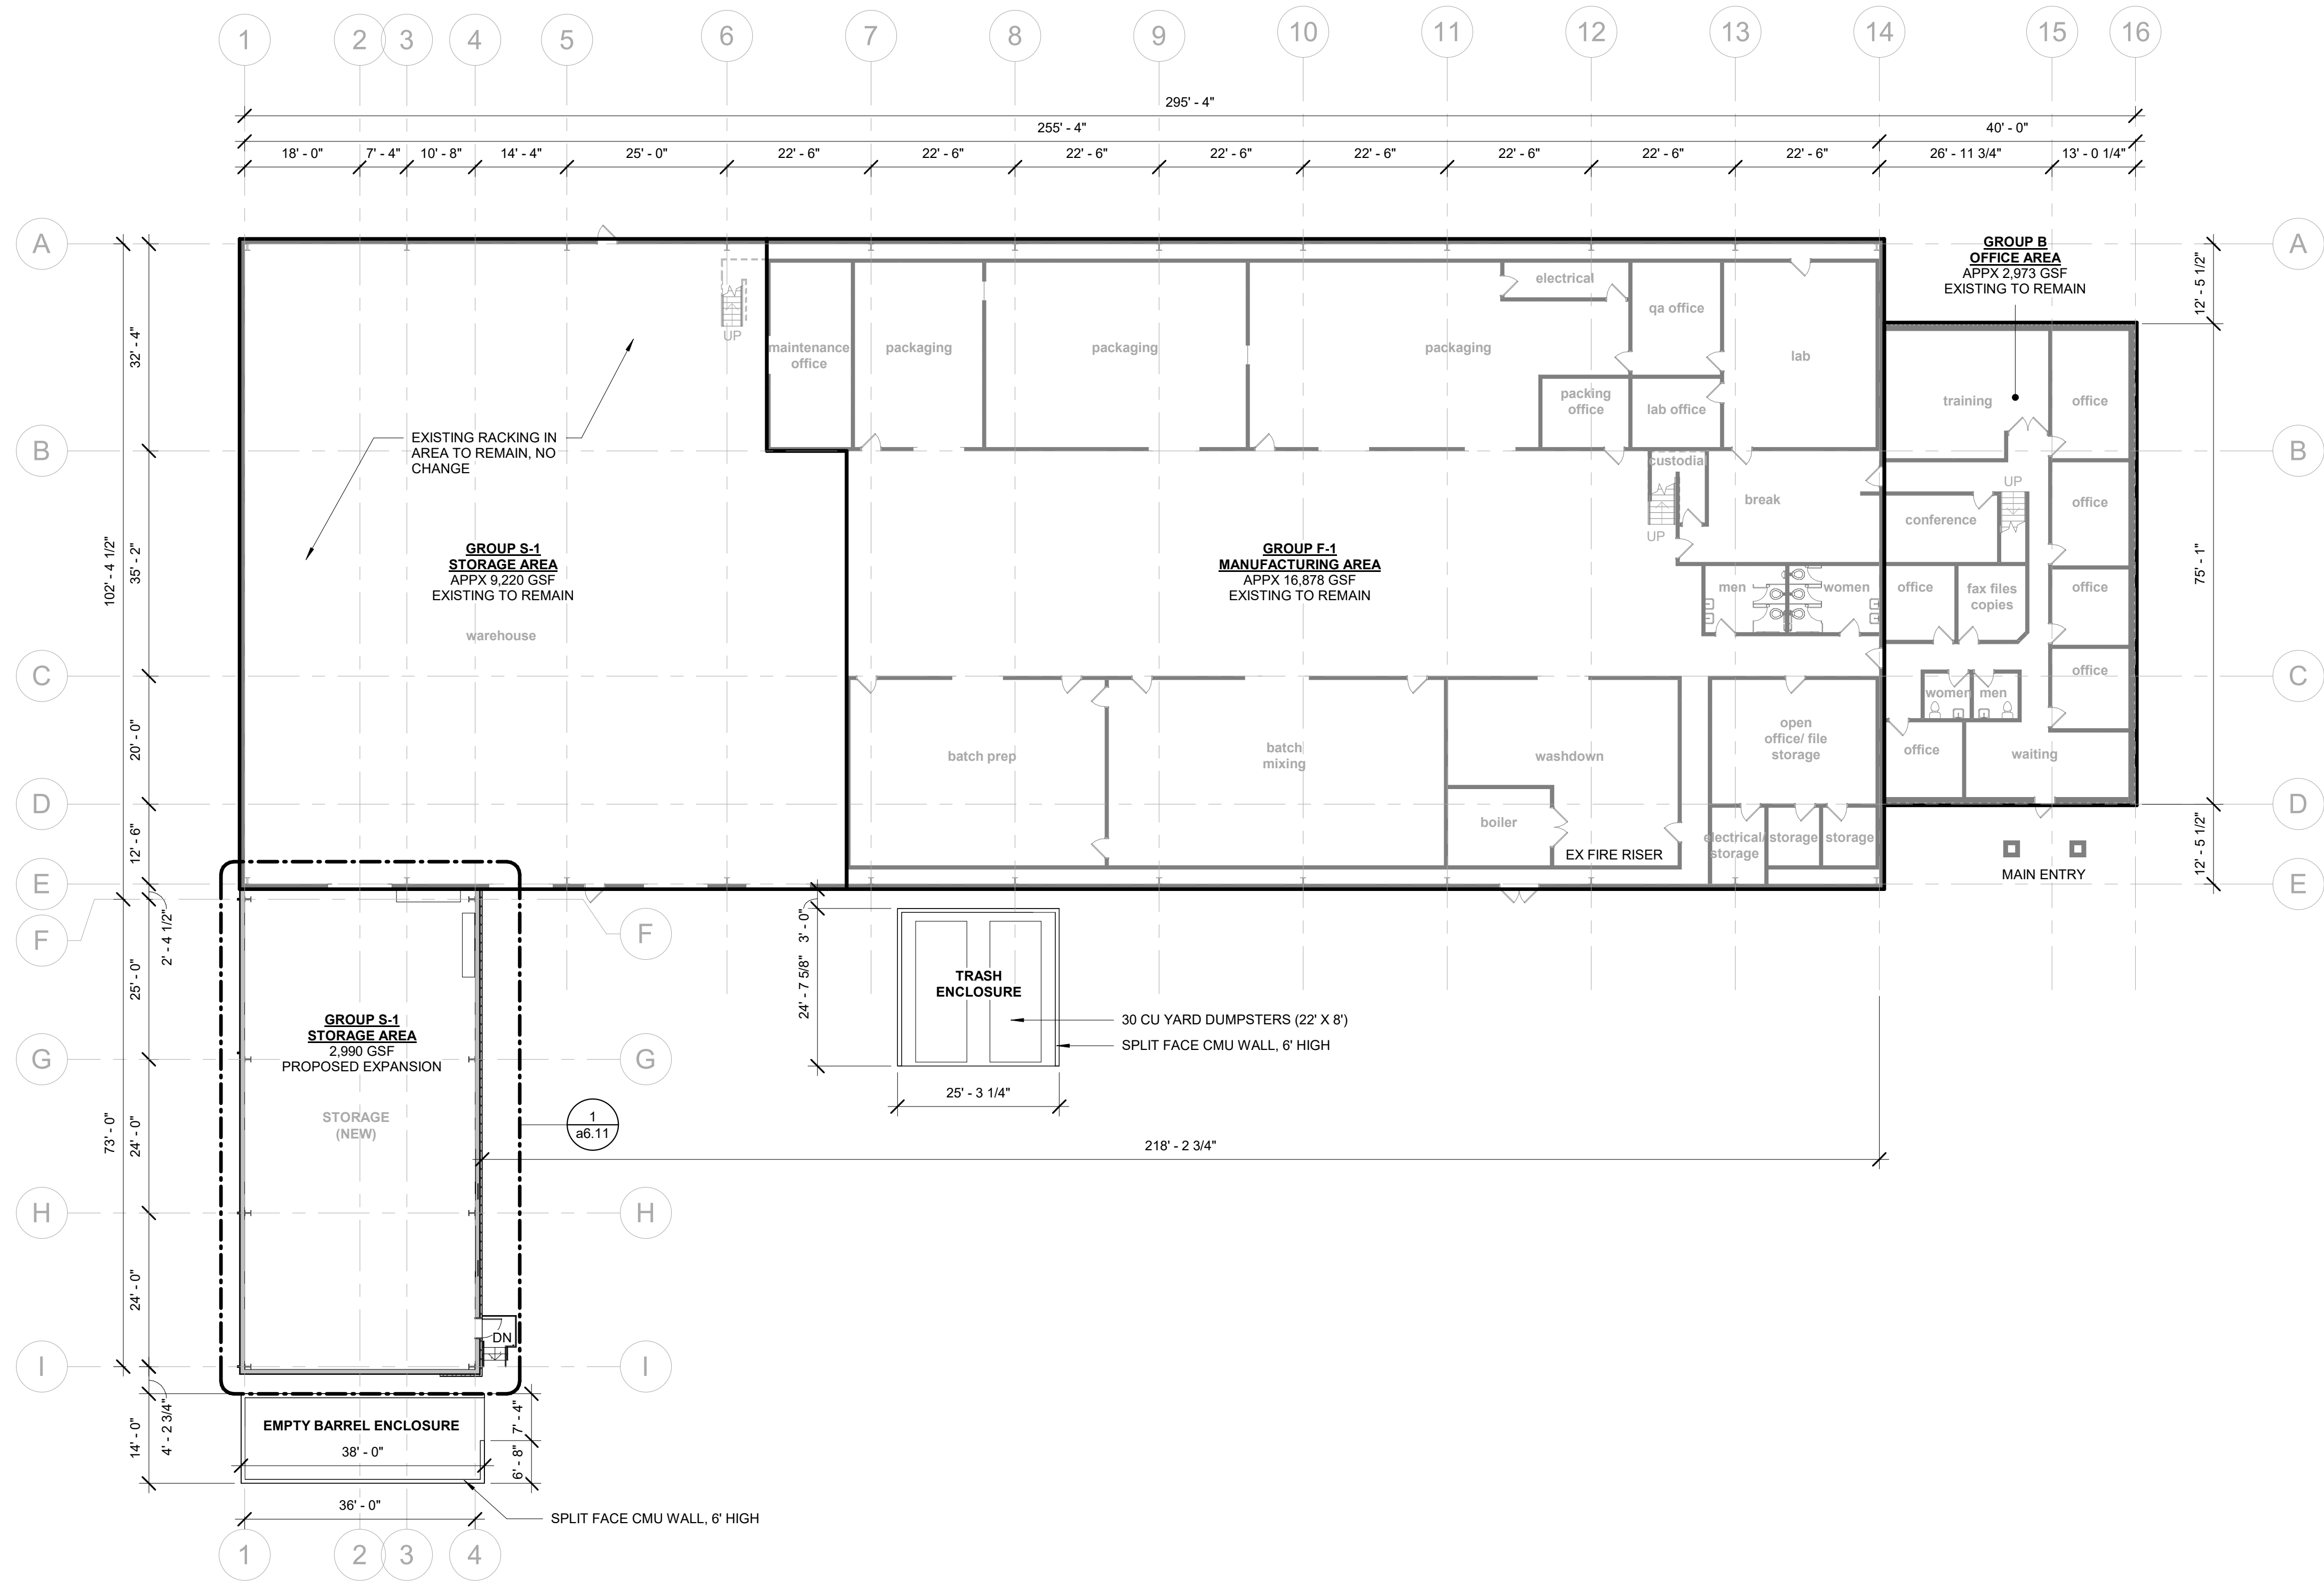 1 2 3 4 5 6 7 8 9 10 11 12 13 14 15 16
295' - 4"
255' - 4" 40' - 0"
18' - 0" 7' - 4" 10' - 8" 14' - 4" 25' - 0" 22' - 6" 22' - 6" 22' - 6" 22' - 6" 22' - 6" 22' - 6" 22' - 6" 22' - 6" 26' - 11 3/4" 13' - 0 1/4"
A A
GROUP B
OFFICE AREA
APPX 2,973 GSF
EXISTING TO REMAIN
12' - 5 1/2"
electrical
qa office
UP
32' - 4"
maintenance
office
packaging
packaging
packaging
lab
packing
office
lab office
training
office
EXISTING RACKING IN
AREA TO REMAIN, NO
CHANGE
B B
custodia
break
UP
office
conference
UP
102' - 4 1/2"
35' - 2"
75' - 1"
GROUP S-1
STORAGE AREA
APPX 9,220 GSF
EXISTING TO REMAIN
warehouse
GROUP F-1
MANUFACTURING AREA
APPX 16,878 GSF
EXISTING TO REMAIN
men
women
office
fax files
copies
office
C C
office
women
men
20' - 0"
batch prep
batch
mixing
washdown
open
office/ file
storage
office
waiting
D D
12' - 6"
boiler
EX FIRE RISER
electrical/
storage
storage
storage
12' - 5 1/2"
MAIN ENTRY
E E
F F
2' - 4 1/2"
3' - 0"
24' - 7 5/8"
25' - 0"
TRASH
ENCLOSURE
30 CU YARD DUMPSTERS (22' X 8')
SPLIT FACE CMU WALL, 6' HIGH
GROUP S-1
STORAGE AREA
2,990 GSF
PROPOSED EXPANSION
G G
25' - 3 1/4"
STORAGE
(NEW)
73' - 0"
24' - 0"
1
a6.11
218' - 2 3/4"
H H
24' - 0"
DN
I I
4' - 2 3/4"
14' - 0"
EMPTY BARREL ENCLOSURE
38' - 0"
7' - 4"
6' - 8"
36' - 0"
SPLIT FACE CMU WALL, 6' HIGH
1 2 3 4